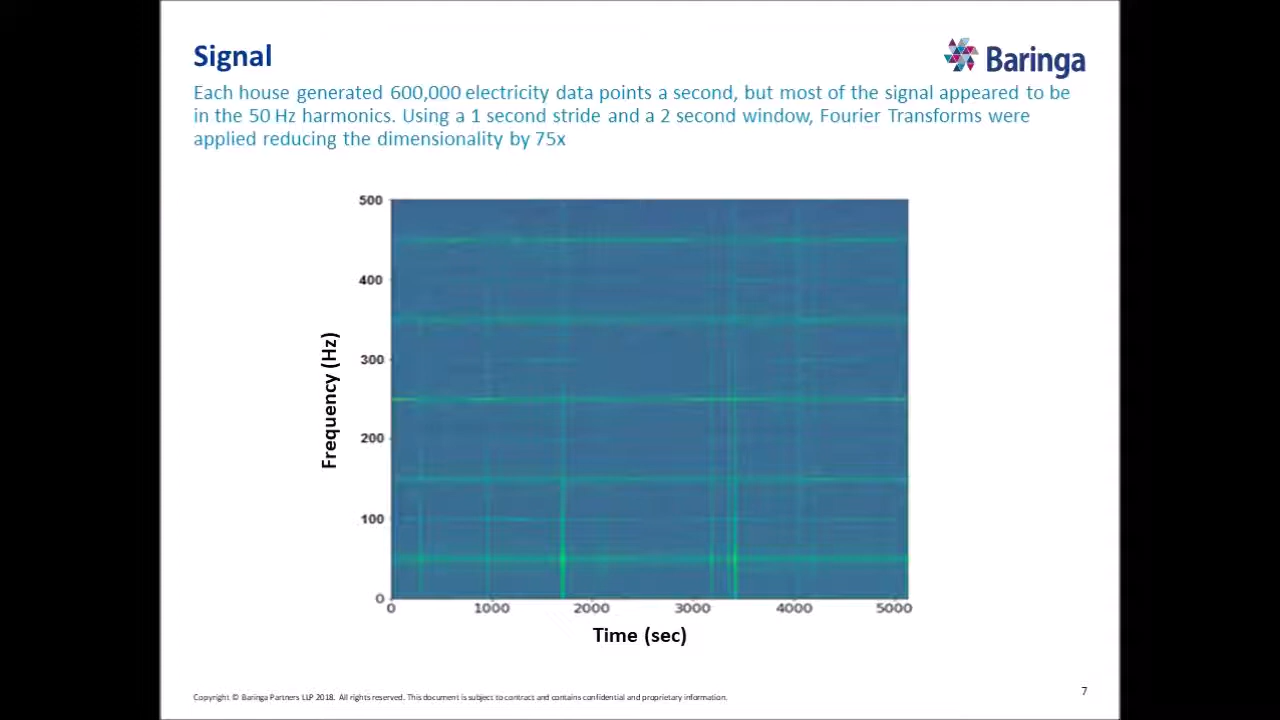 Signal
Baringa
Each house generated 600,000 electricity data points a second, but most of the signal appeared to be
in the 50 Hz harmonics. Using a 1 second stride and a 2 second window, Fourier Transforms were
applied reducing the dimensionality by 75x
500
400
300
200
100
0
Frequency (Hz)
0 1000 2000 3000 4000 5000
Time (sec)
Copyright © Baringa Partners LLP 2018. All rights reserved. This document is subject to contract and contains confidential and proprietary information.
7